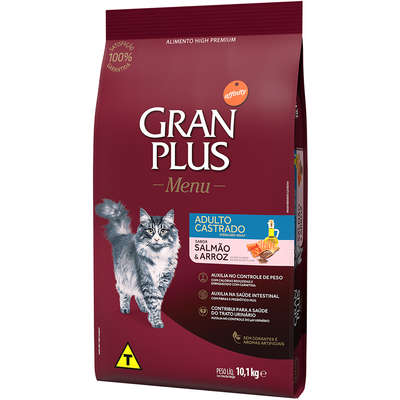 SATISFAÇÃO
100%
GARANTIDA
ALIMENTO HIGH PREMIUM
affinity
GRAN
PLUS
Menu
ADULTO
CASTRADO
SABOR
SALMÃO
& ARROZ
AUXILIA NO CONTROLE DE PESO
AUXILIA NA SAÚDE INTESTINAL
CONTRIBUI PARA A SAÚDE
DO TRATO URINÁRIO
SEM CORANTES E
AROMAS ARTIFICIAIS
T
PESO LÍQ. 10,1kg